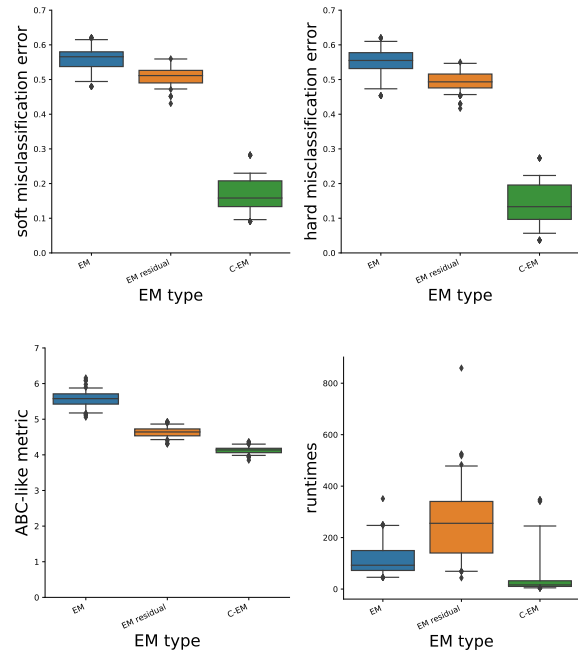 soft misclassification error
0.7
0.6
0.5
0.4
0.3
0.2
0.1
0.0
EM
EM residual
C-EM
EM type
hard misclassification error
0.7
0.6
0.5
0.4
0.3
0.2
0.1
0.0
EM
EM residual
C-EM
EM type
ABC-like metric
7
6
5
4
3
2
1
0
EM
EM residual
C-EM
EM type
runtimes
800
600
400
200
0
EM
EM residual
C-EM
EM type